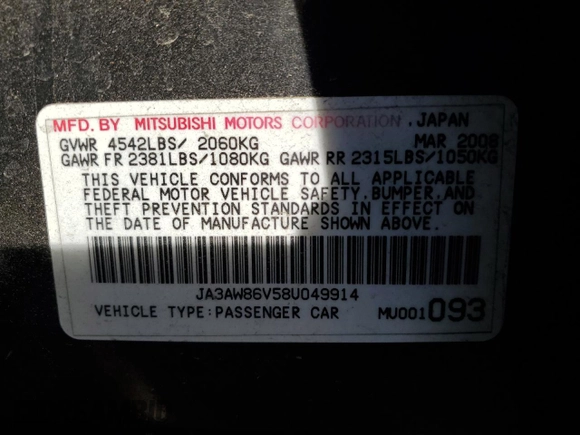 MFD. BY MITSUBISHI MOTORS CORPORATION, JAPAN
GVWR 4542LBS/ 2060KG MAR 2008
GAWR FR 2381LBS/1080KG GAWR RR 2315LBS/1050KG
THIS VEHICLE CONFORMS TO ALL APPLICABLE
FEDERAL MOTOR VEHICLE SAFETY, BUMPER, AND
THEFT PREVENTION STANDARDS IN EFFECT ON
THE DATE OF MANUFACTURE SHOWN ABOVE.
JA3AW86V58U049914
VEHICLE TYPE:PASSENGER CAR MU001 093